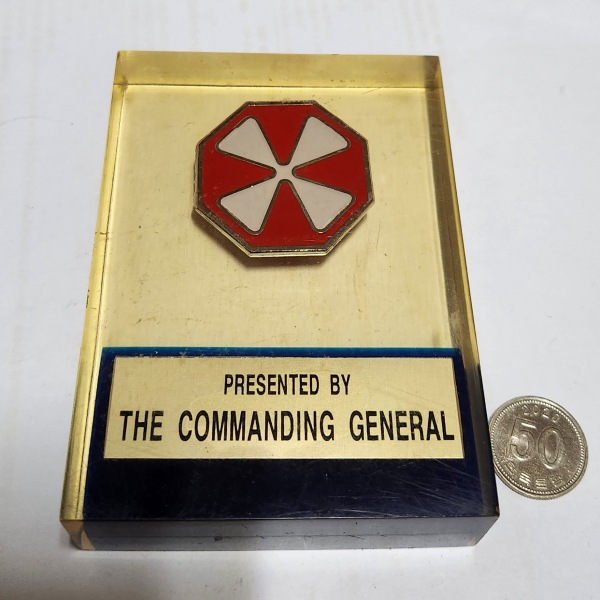 PRESENTED BY
THE COMMANDING GENERAL
50